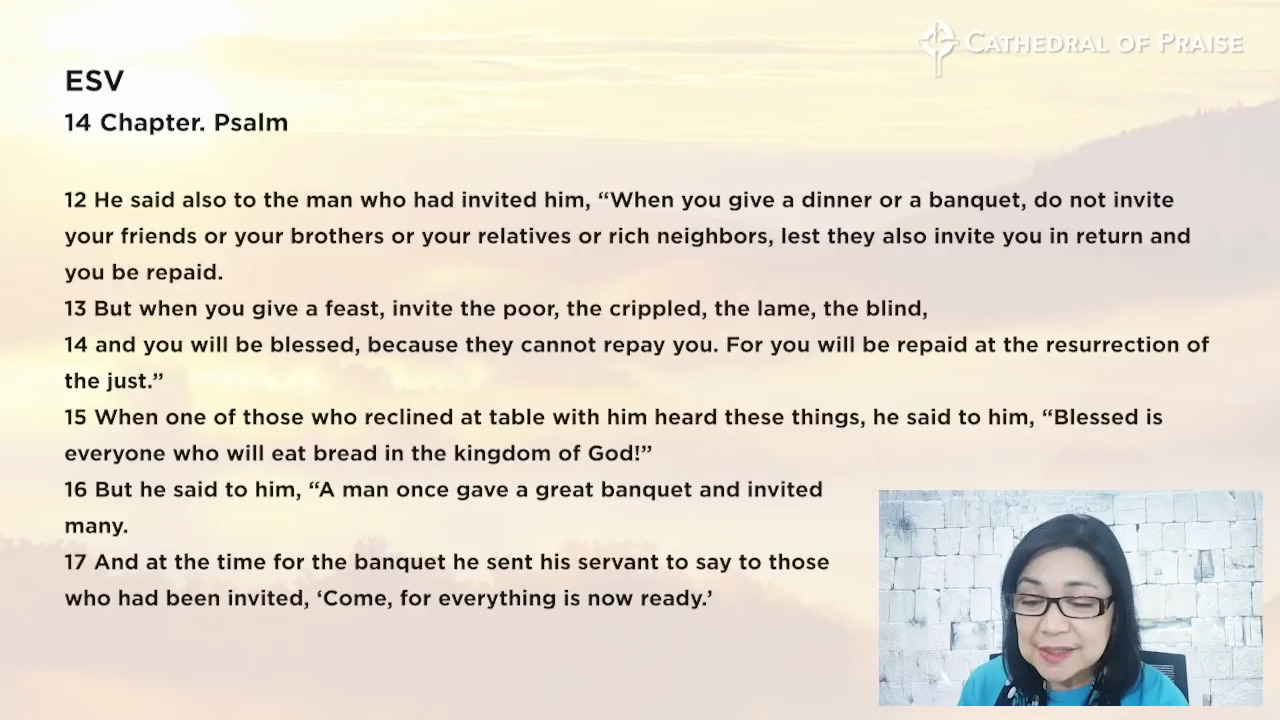 CATHEDRAL OF PRAISE
ESV
14 Chapter. Psalm
12 He said also to the man who had invited him, “When you give a dinner or a banquet, do not invite
your friends or your brothers or your relatives or rich neighbors, lest they also invite you in return and
you be repaid.
13 But when you give a feast, invite the poor, the crippled, the lame, the blind,
14 and you will be blessed, because they cannot repay you. For you will be repaid at the resurrection of
the just.”
15 When one of those who reclined at table with him heard these things, he said to him, “Blessed is
everyone who will eat bread in the kingdom of God!”
16 But he said to him, “A man once gave a great banquet and invited
many.
17 And at the time for the banquet he sent his servant to say to those
who had been invited, ‘Come, for everything is now ready.’